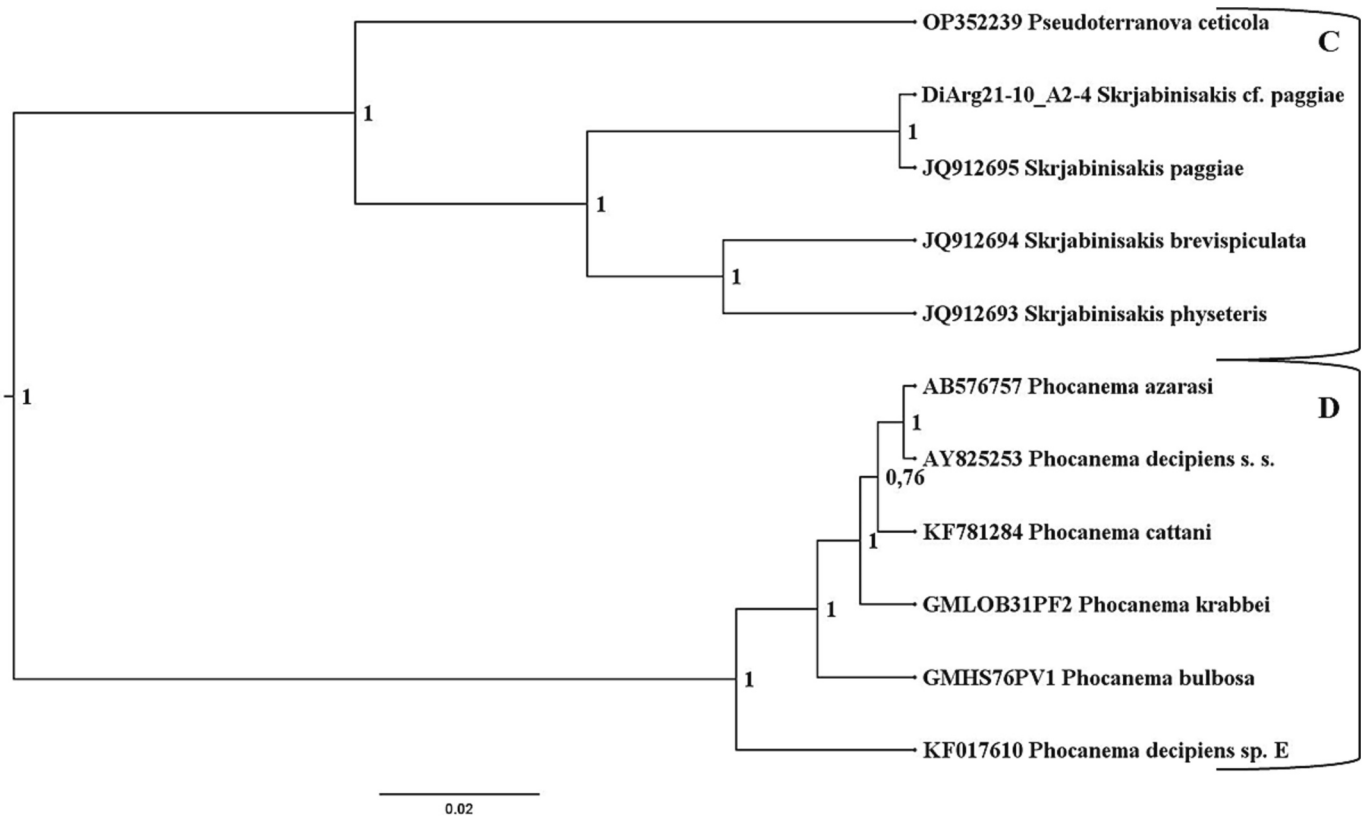 OP352239 Pseudoterranova ceticola
C
DiArg21-10_A2-4 Skrjabinisakis cf. paggiae
1
1
JQ912695 Skrjabinisakis paggiae
1
JQ912694 Skrjabinisakis brevispiculata
1
JQ912693 Skrjabinisakis physeteris
AB576757 Phocanema azarasi
1
D
1
AY825253 Phocanema decipiens s. s.
0,76
KF781284 Phocanema cattani
1
GMLOB31PF2 Phocanema krabbei
1
GMHS76PV1 Phocanema bulbosa
1
KF017610 Phocanema decipiens sp. E
0.02